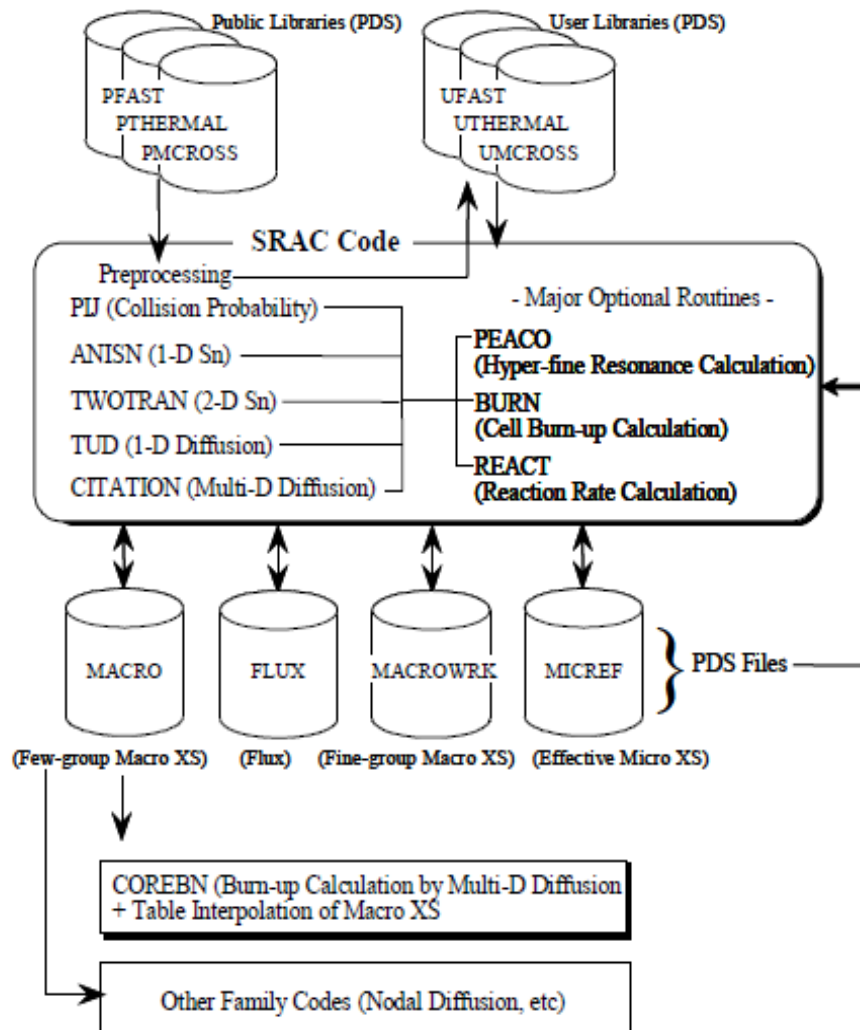 Public Libraries (PDS)
User Libraries (PDS)
PFAST
PTHERMAL
PMCROSS
UFAST
UTHERMAL
UMCROSS
SRAC Code
Preprocessing
PIJ (Collision Probability)
ANISN (1-D Sn)
TWOTRAN (2-D Sn)
TUD (1-D Diffusion)
CITATION (Multi-D Diffusion)
- Major Optional Routines -
PEACO
(Hyper-fine Resonance Calculation)
BURN
(Cell Burn-up Calculation)
REACT
(Reaction Rate Calculation)
MACRO
FLUX
MACROWRK
MICREF
} PDS Files
(Few-group Macro XS)
(Flux)
(Fine-group Macro XS)
(Effective Micro XS)
COREBN (Burn-up Calculation by Multi-D Diffusion
+ Table Interpolation of Macro XS
Other Family Codes (Nodal Diffusion, etc)